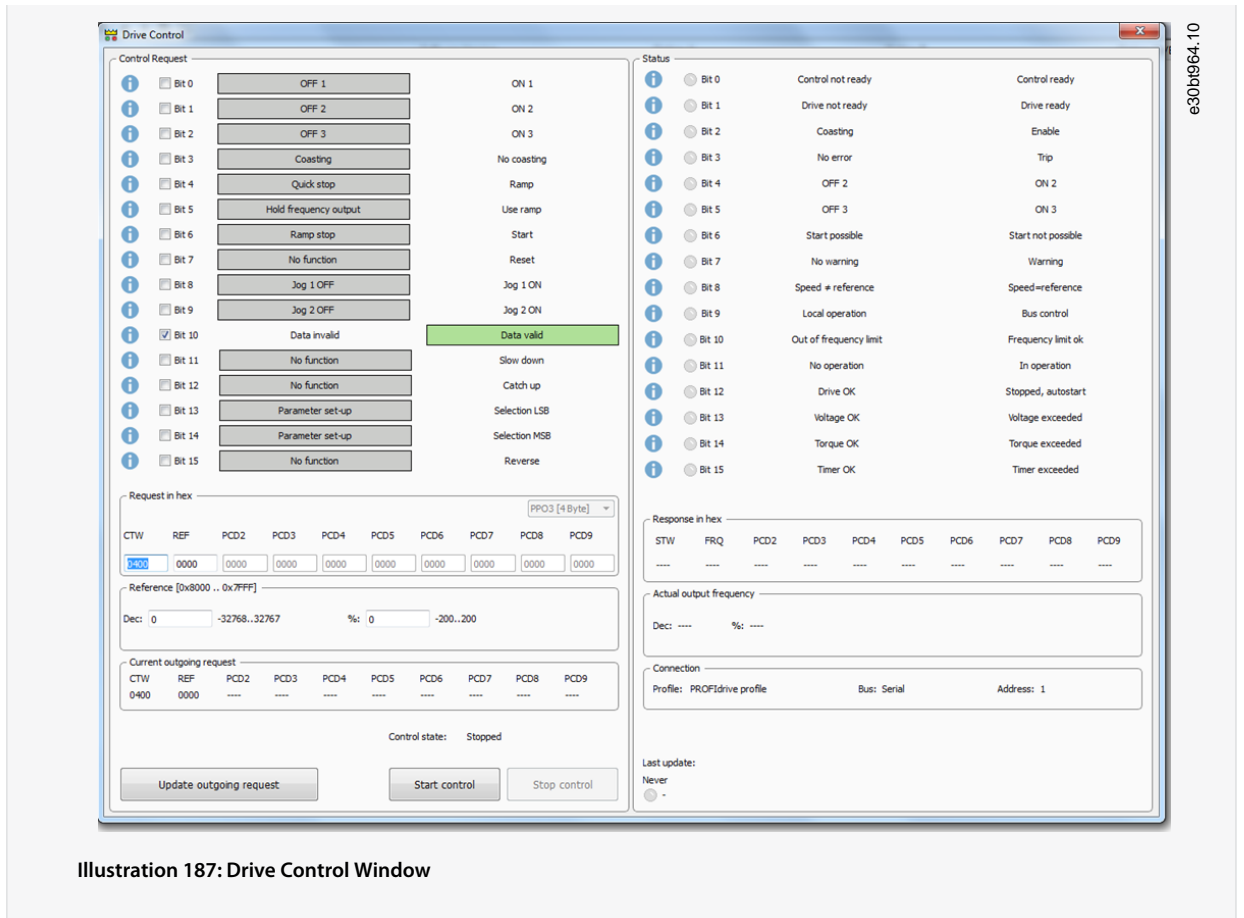 Drive Control
e30bt964.10
Control Request
Bit 0 OFF 1 ON 1
Bit 1 OFF 2 ON 2
Bit 2 OFF 3 ON 3
Bit 3 Coasting No coasting
Bit 4 Quick stop Ramp
Bit 5 Hold frequency output Use ramp
Bit 6 Ramp stop Start
Bit 7 No function Reset
Bit 8 Jog 1 OFF Jog 1 ON
Bit 9 Jog 2 OFF Jog 2 ON
Bit 10 Data invalid Data valid
Bit 11 No function Slow down
Bit 12 No function Catch up
Bit 13 Parameter set-up Selection LSB
Bit 14 Parameter set-up Selection MSB
Bit 15 No function Reverse
Request in hex
PPO3 [4 Byte]
CTW REF PCD2 PCD3 PCD4 PCD5 PCD6 PCD7 PCD8 PCD9
0400 0000 0000 0000 0000 0000 0000 0000 0000 0000
Reference [0x8000 .. 0x7FFF]
Dec: 0 -32768..32767 %: 0 -200..200
Current outgoing request
CTW REF PCD2 PCD3 PCD4 PCD5 PCD6 PCD7 PCD8 PCD9
0400 0000 ---- ---- ---- ---- ---- ---- ---- ----
Control state: Stopped
Update outgoing request Start control Stop control
Status
Bit 0 Control not ready Control ready
Bit 1 Drive not ready Drive ready
Bit 2 Coasting Enable
Bit 3 No error Trip
Bit 4 OFF 2 ON 2
Bit 5 OFF 3 ON 3
Bit 6 Start possible Start not possible
Bit 7 No warning Warning
Bit 8 Speed ≠ reference Speed=reference
Bit 9 Local operation Bus control
Bit 10 Out of frequency limit Frequency limit ok
Bit 11 No operation In operation
Bit 12 Drive OK Stopped, autostart
Bit 13 Voltage OK Voltage exceeded
Bit 14 Torque OK Torque exceeded
Bit 15 Timer OK Timer exceeded
Response in hex
STW FRQ PCD2 PCD3 PCD4 PCD5 PCD6 PCD7 PCD8 PCD9
---- ---- ---- ---- ---- ---- ---- ---- ---- ----
Actual output frequency
Dec: ---- %: ----
Connection
Profile: PROFIdrive profile Bus: Serial Address: 1
Last update:
Never
-
Illustration 187: Drive Control Window